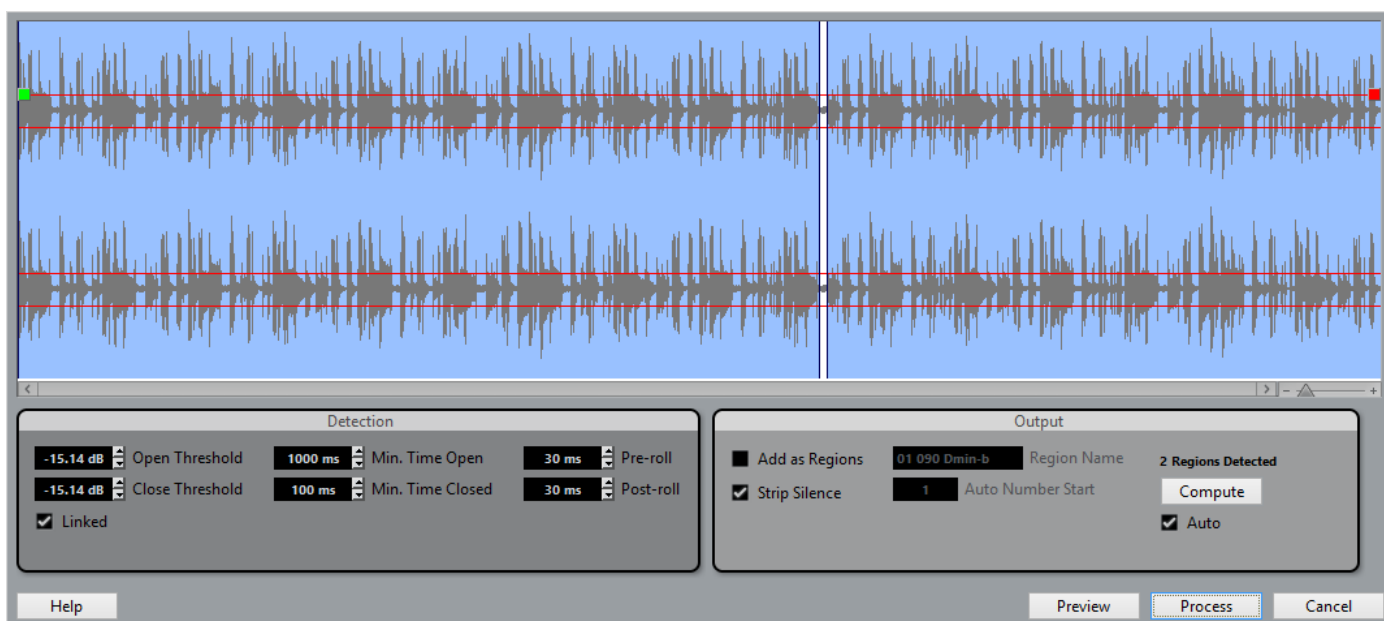 Detection
-15.14 dB Open Threshold 1000 ms Min. Time Open 30 ms Pre-roll
-15.14 dB Close Threshold 100 ms Min. Time Closed 30 ms Post-roll
Linked
Output
Add as Regions 01 090 Dmin-b Region Name 2 Regions Detected
Strip Silence 1 Auto Number Start Compute
Auto
Help Preview Process Cancel